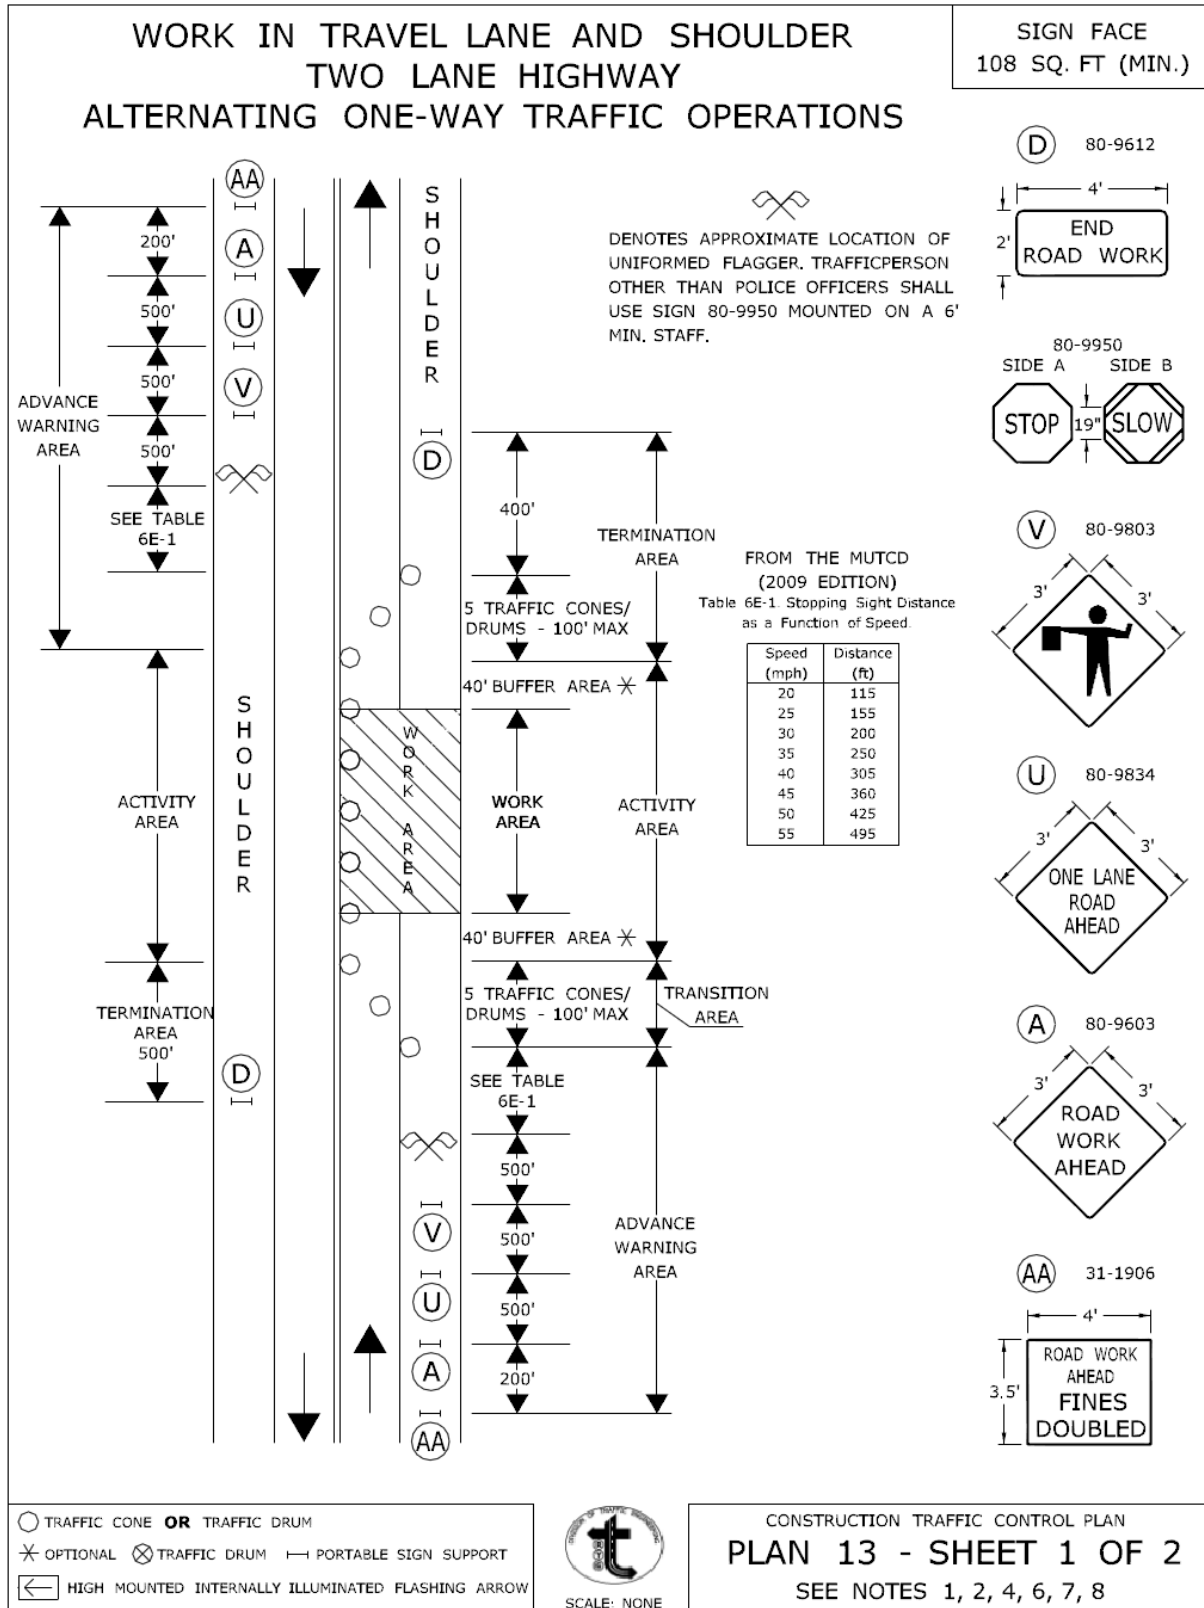 WORK IN TRAVEL LANE AND SHOULDER
TWO LANE HIGHWAY
ALTERNATING ONE-WAY TRAFFIC OPERATIONS
SIGN FACE
108 SQ. FT (MIN.)
AA
200'
A
500'
U
500'
V
500'
ADVANCE
WARNING
AREA
SEE TABLE
6E-1
SHOULDER
ACTIVITY
AREA
TERMINATION
AREA
500'
D
SHOULDER
D
400'
TERMINATION
AREA
5 TRAFFIC CONES/
DRUMS - 100' MAX
40' BUFFER AREA *
WORK AREA
WORK
AREA
ACTIVITY
AREA
40' BUFFER AREA *
5 TRAFFIC CONES/
DRUMS - 100' MAX
TRANSITION
AREA
SEE TABLE
6E-1
500'
V
500'
U
500'
A
200'
AA
ADVANCE
WARNING
AREA
DENOTES APPROXIMATE LOCATION OF
UNIFORMED FLAGGER. TRAFFICPERSON
OTHER THAN POLICE OFFICERS SHALL
USE SIGN 80-9950 MOUNTED ON A 6'
MIN. STAFF.
FROM THE MUTCD
(2009 EDITION)
Table 6E-1. Stopping Sight Distance
as a Function of Speed.
Speed Distance
(mph) (ft)
20 115
25 155
30 200
35 250
40 305
45 360
50 425
55 495
D 80-9612
4'
2'
END
ROAD WORK
80-9950
SIDE A SIDE B
STOP 19" SLOW
V 80-9803
3' 3'
U 80-9834
3' 3'
ONE LANE
ROAD
AHEAD
A 80-9603
3' 3'
ROAD
WORK
AHEAD
AA 31-1906
4'
3.5'
ROAD WORK
AHEAD
FINES
DOUBLED
TRAFFIC CONE OR TRAFFIC DRUM
* OPTIONAL TRAFFIC DRUM PORTABLE SIGN SUPPORT
HIGH MOUNTED INTERNALLY ILLUMINATED FLASHING ARROW
DIVISION OF TRAFFIC ENGINEERING
SCALE: NONE
CONSTRUCTION TRAFFIC CONTROL PLAN
PLAN 13 - SHEET 1 OF 2
SEE NOTES 1, 2, 4, 6, 7, 8